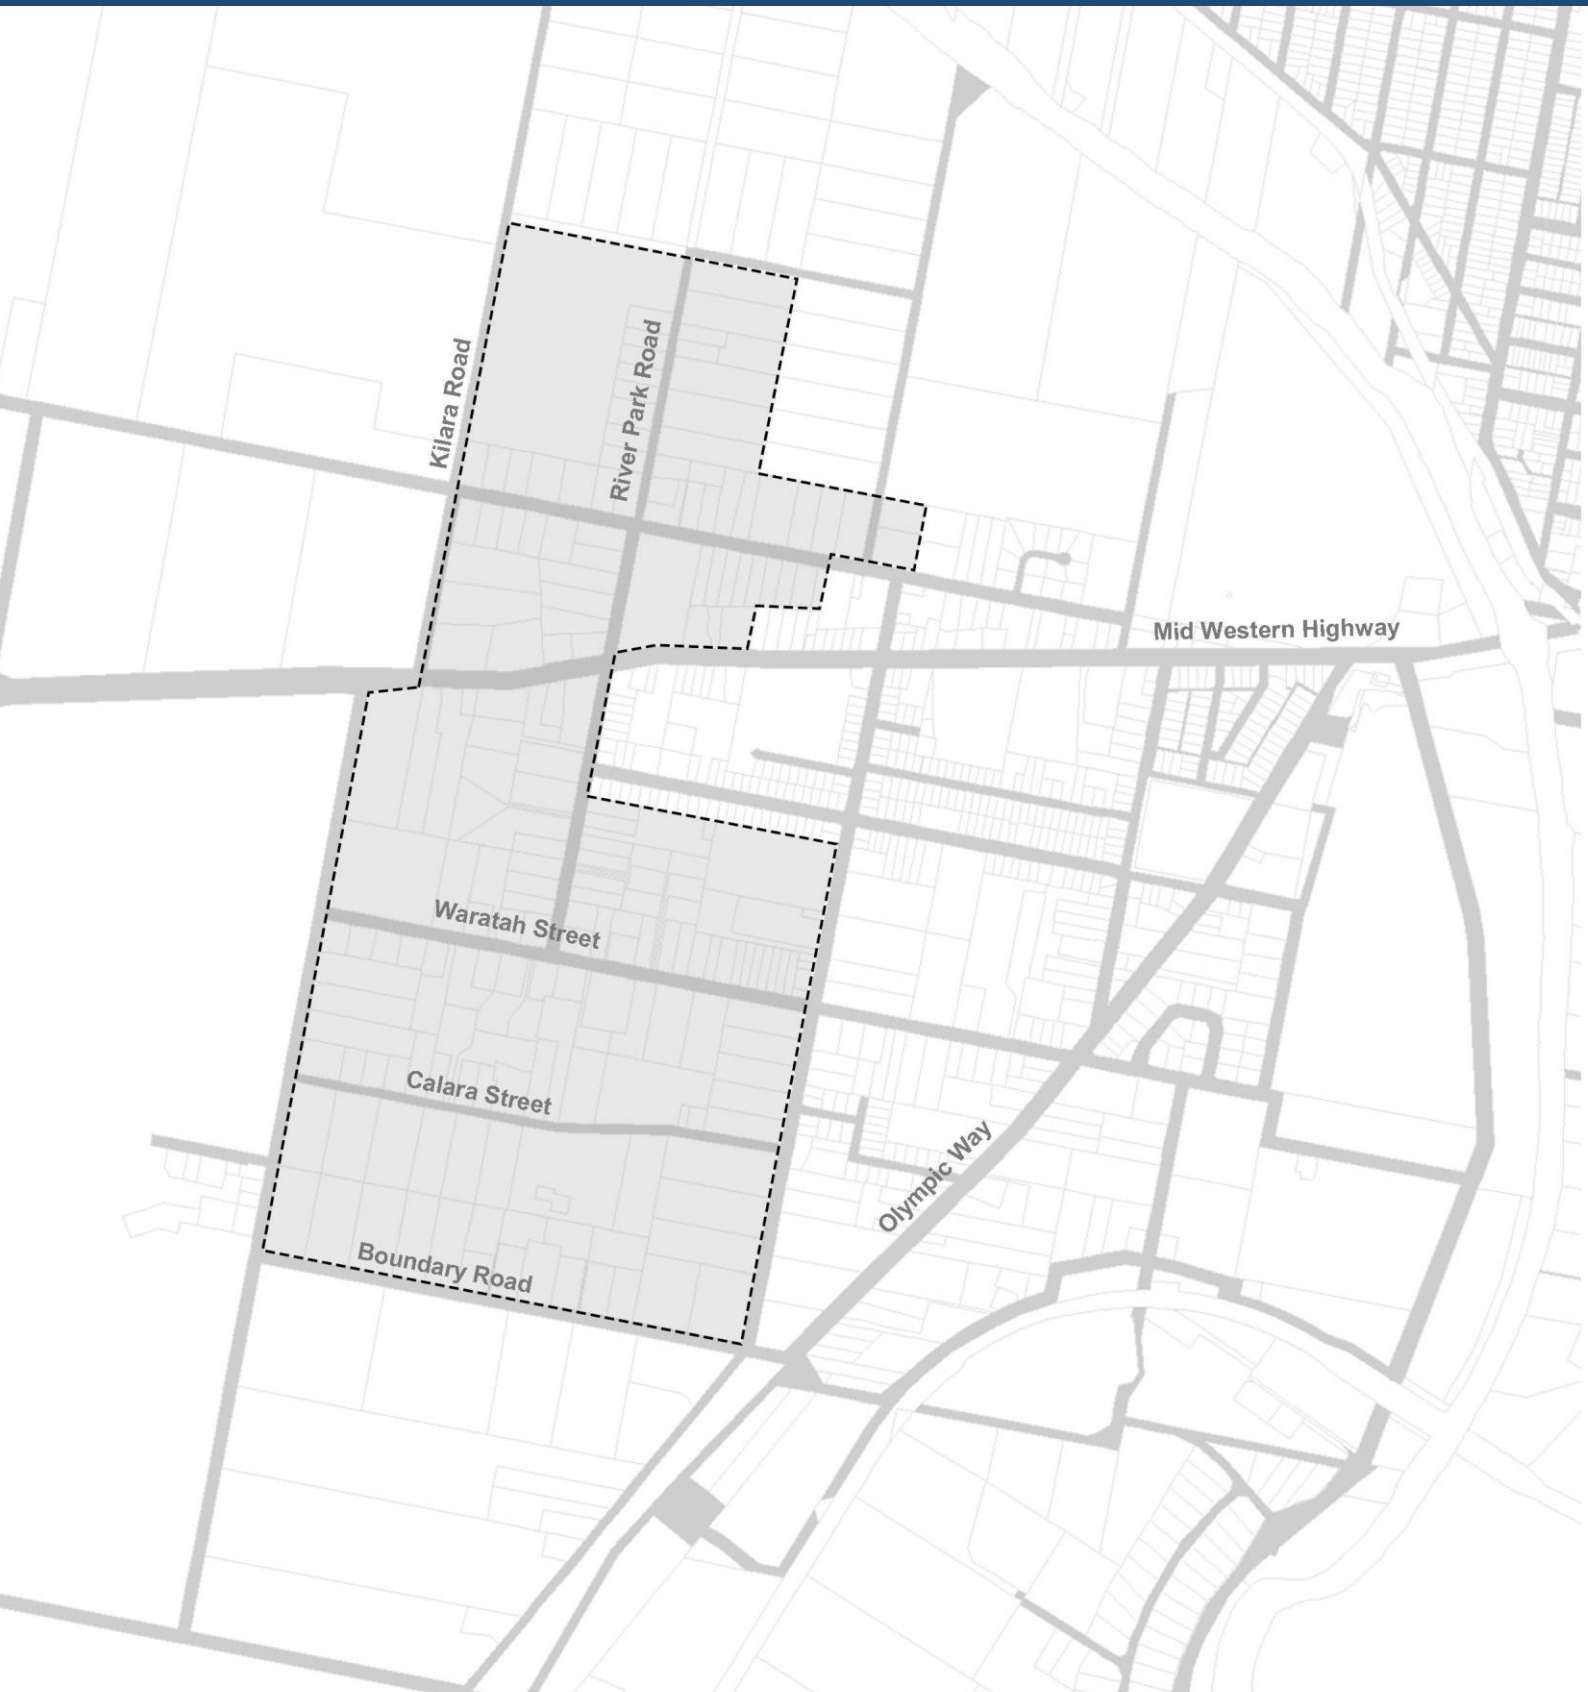 Kilara Road
River Park Road
Mid Western Highway
Waratah Street
Calara Street
Olympic Way
Boundary Road